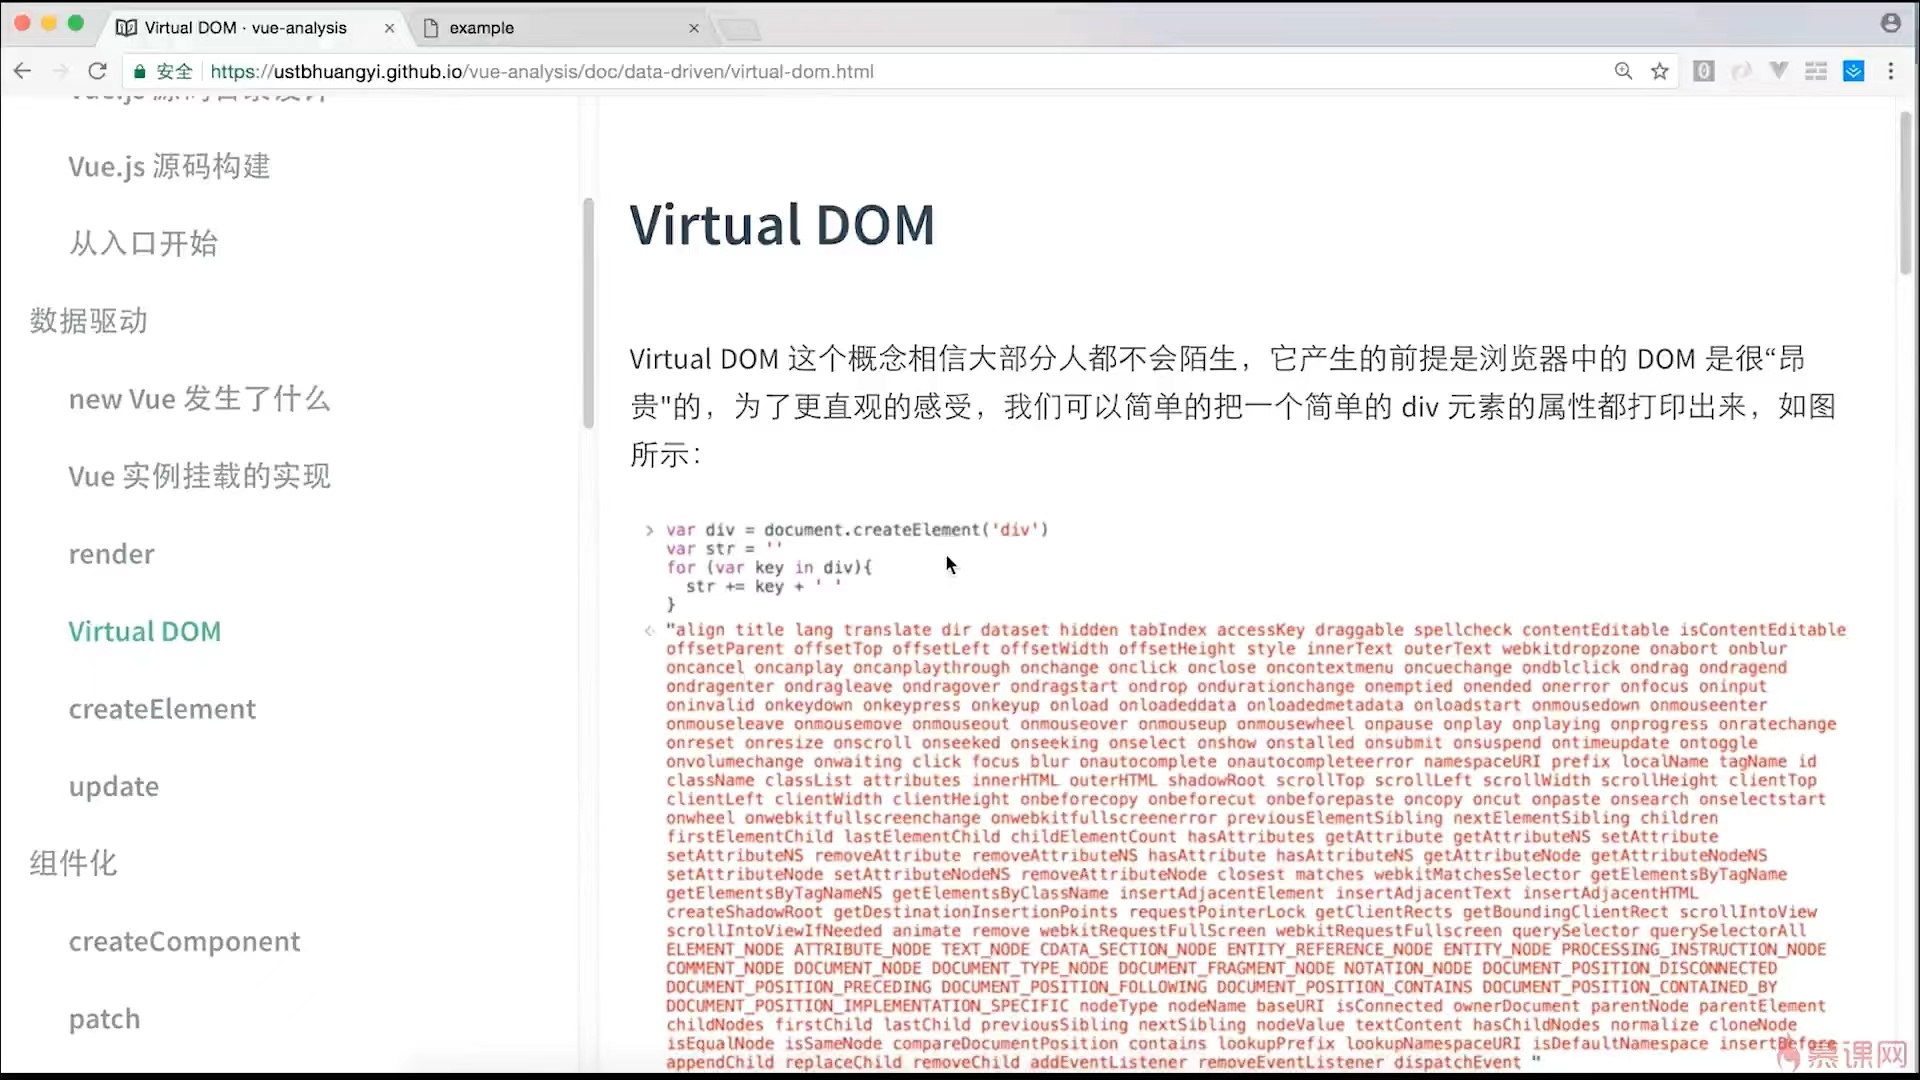 Virtual DOM · vue-analysis
example
安全
https://ustbhuangyi.github.io/vue-analysis/doc/data-driven/virtual-dom.html
Vue.js 源码目录设计
Vue.js 源码构建
从入口开始
数据驱动
new Vue 发生了什么
Vue 实例挂载的实现
render
Virtual DOM
createElement
update
组件化
createComponent
patch
Virtual DOM
Virtual DOM 这个概念相信大部分人都不会陌生，它产生的前提是浏览器中的 DOM 是很“昂
贵"的，为了更直观的感受，我们可以简单的把一个简单的 div 元素的属性都打印出来，如图
所示：
> var div = document.createElement('div')
var str = ''
for (var key in div){
str += key + ' '
}
"align title lang translate dir dataset hidden tabIndex accessKey draggable spellcheck contentEditable isContentEditable
offsetParent offsetTop offsetLeft offsetWidth offsetHeight style innerText outerText webkitdropzone onabort onblur
oncancel oncanplay oncanplaythrough onchange onclick onclose oncontextmenu oncuechange ondblclick ondrag ondragend
ondragenter ondragleave ondragover ondragstart ondrop ondurationchange onemptied onended onerror onfocus oninput
oninvalid onkeydown onkeypress onkeyup onload onloadeddata onloadedmetadata onloadstart onmousedown onmouseenter
onmouseleave onmousemove onmouseout onmouseover onmouseup onmousewheel onpause onplay onplaying onprogress onratechange
onreset onresize onscroll onseeked onseeking onselect onshow onstalled onsubmit onsuspend ontimeupdate ontoggle
onvolumechange onwaiting click focus blur onautocomplete onautocompleteerror namespaceURI prefix localName tagName id
className classList attributes innerHTML outerHTML shadowRoot scrollTop scrollLeft scrollWidth scrollHeight clientTop
clientLeft clientWidth clientHeight onbeforecopy onbeforecut onbeforepaste oncopy oncut onpaste onsearch onselectstart
onwheel onwebkitfullscreenchange onwebkitfullscreenerror previousElementSibling nextElementSibling children
firstElementChild lastElementChild childElementCount hasAttributes getAttribute getAttributeNS setAttribute
setAttributeNS removeAttribute removeAttributeNS hasAttribute hasAttributeNS getAttributeNode getAttributeNodeNS
setAttributeNode setAttributeNodeNS removeAttributeNode closest matches webkitMatchesSelector getElementsByTagName
getElementsByTagNameNS getElementsByClassName insertAdjacentElement insertAdjacentText insertAdjacentHTML
createShadowRoot getDestinationInsertionPoints requestPointerLock getClientRects getBoundingClientRect scrollIntoView
scrollIntoViewIfNeeded animate remove webkitRequestFullScreen webkitRequestFullscreen querySelector querySelectorAll
ELEMENT_NODE ATTRIBUTE_NODE TEXT_NODE CDATA_SECTION_NODE ENTITY_REFERENCE_NODE ENTITY_NODE PROCESSING_INSTRUCTION_NODE
COMMENT_NODE DOCUMENT_NODE DOCUMENT_TYPE_NODE DOCUMENT_FRAGMENT_NODE NOTATION_NODE DOCUMENT_POSITION_DISCONNECTED
DOCUMENT_POSITION_PRECEDING DOCUMENT_POSITION_FOLLOWING DOCUMENT_POSITION_CONTAINS DOCUMENT_POSITION_CONTAINED_BY
DOCUMENT_POSITION_IMPLEMENTATION_SPECIFIC nodeType nodeName baseURI isConnected ownerDocument parentNode parentElement
childNodes firstChild lastChild previousSibling nextSibling nodeValue textContent hasChildNodes normalize cloneNode
isEqualNode isSameNode compareDocumentPosition contains lookupPrefix lookupNamespaceURI isDefaultNamespace insertBefore
appendChild replaceChild removeChild addEventListener removeEventListener dispatchEvent "
慕课网